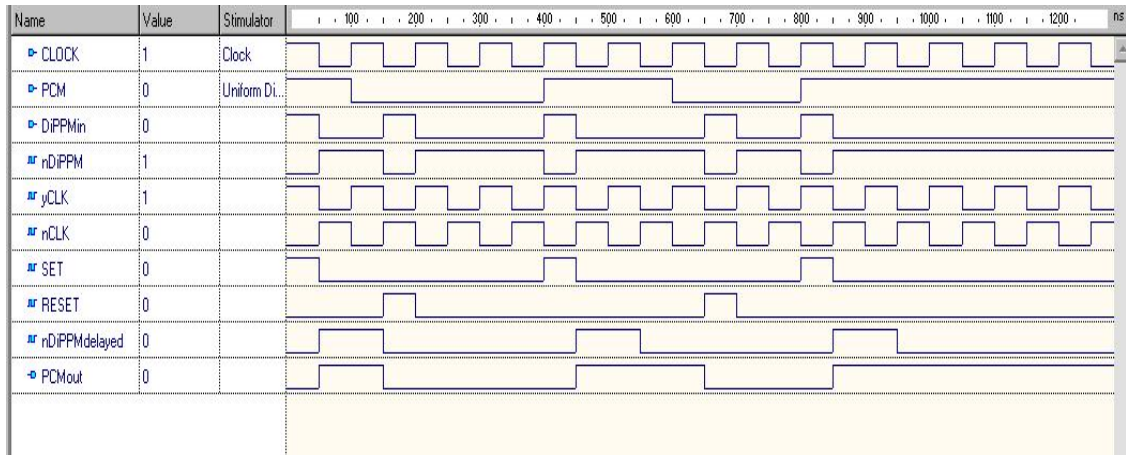 Name Value Stimulator 100 200 300 400 500 600 700 800 900 1000 1100 1200 ns
CLOCK 1 Clock
PCM 0 Uniform Di...
DiPPMin 0
nDiPPM 1
yCLK 1
nCLK 0
SET 0
RESET 0
nDiPPMdelayed 0
PCMout 0